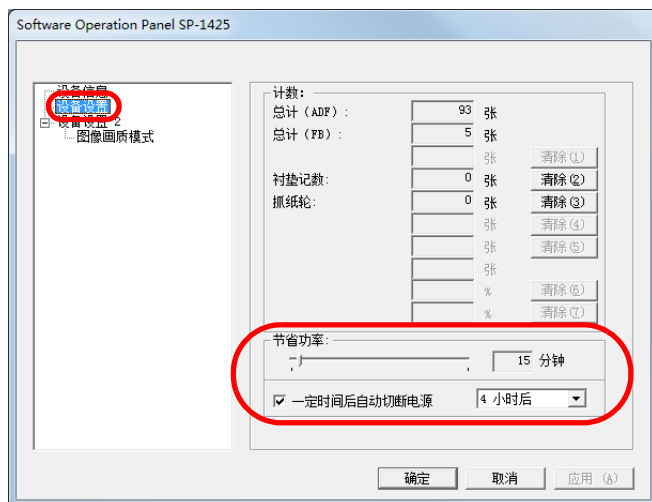 Software Operation Panel SP-1425
设备信息
设备设置
设备设置 2
图像画质模式
计数:
总计 (ADF) : 93 张
总计 (FB) : 5 张
张 清除(1)
衬垫记数: 0 张 清除(2)
抓纸轮: 0 张 清除(3)
张 清除(4)
张 清除(5)
张
% 清除(6)
% 清除(7)
节省功率:
15 分钟
一定时间后自动切断电源 4 小时后
确定 取消 应用 (A)